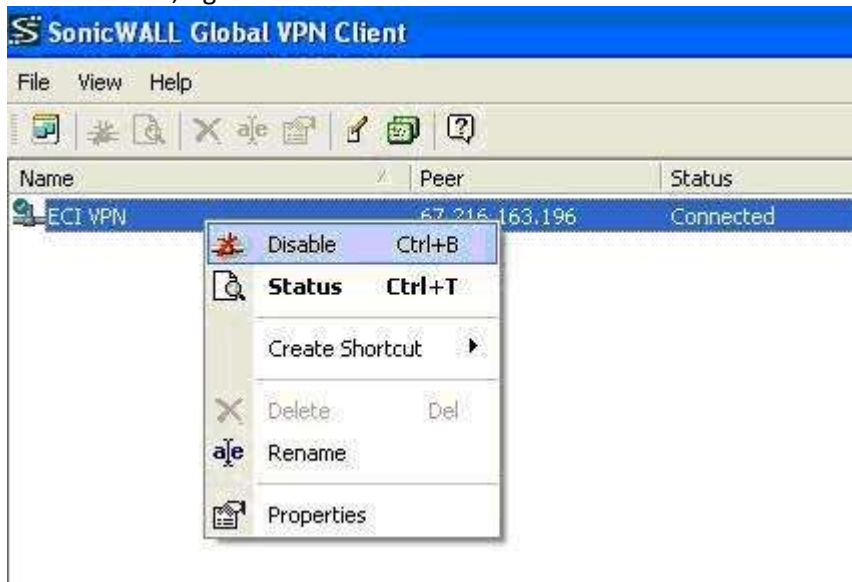 SonicWALL Global VPN Client
File View Help
Name Peer Status
ECI VPN 67.216.163.196 Connected
Disable Ctrl+B
Status Ctrl+T
Create Shortcut
Delete Del
Rename
Properties